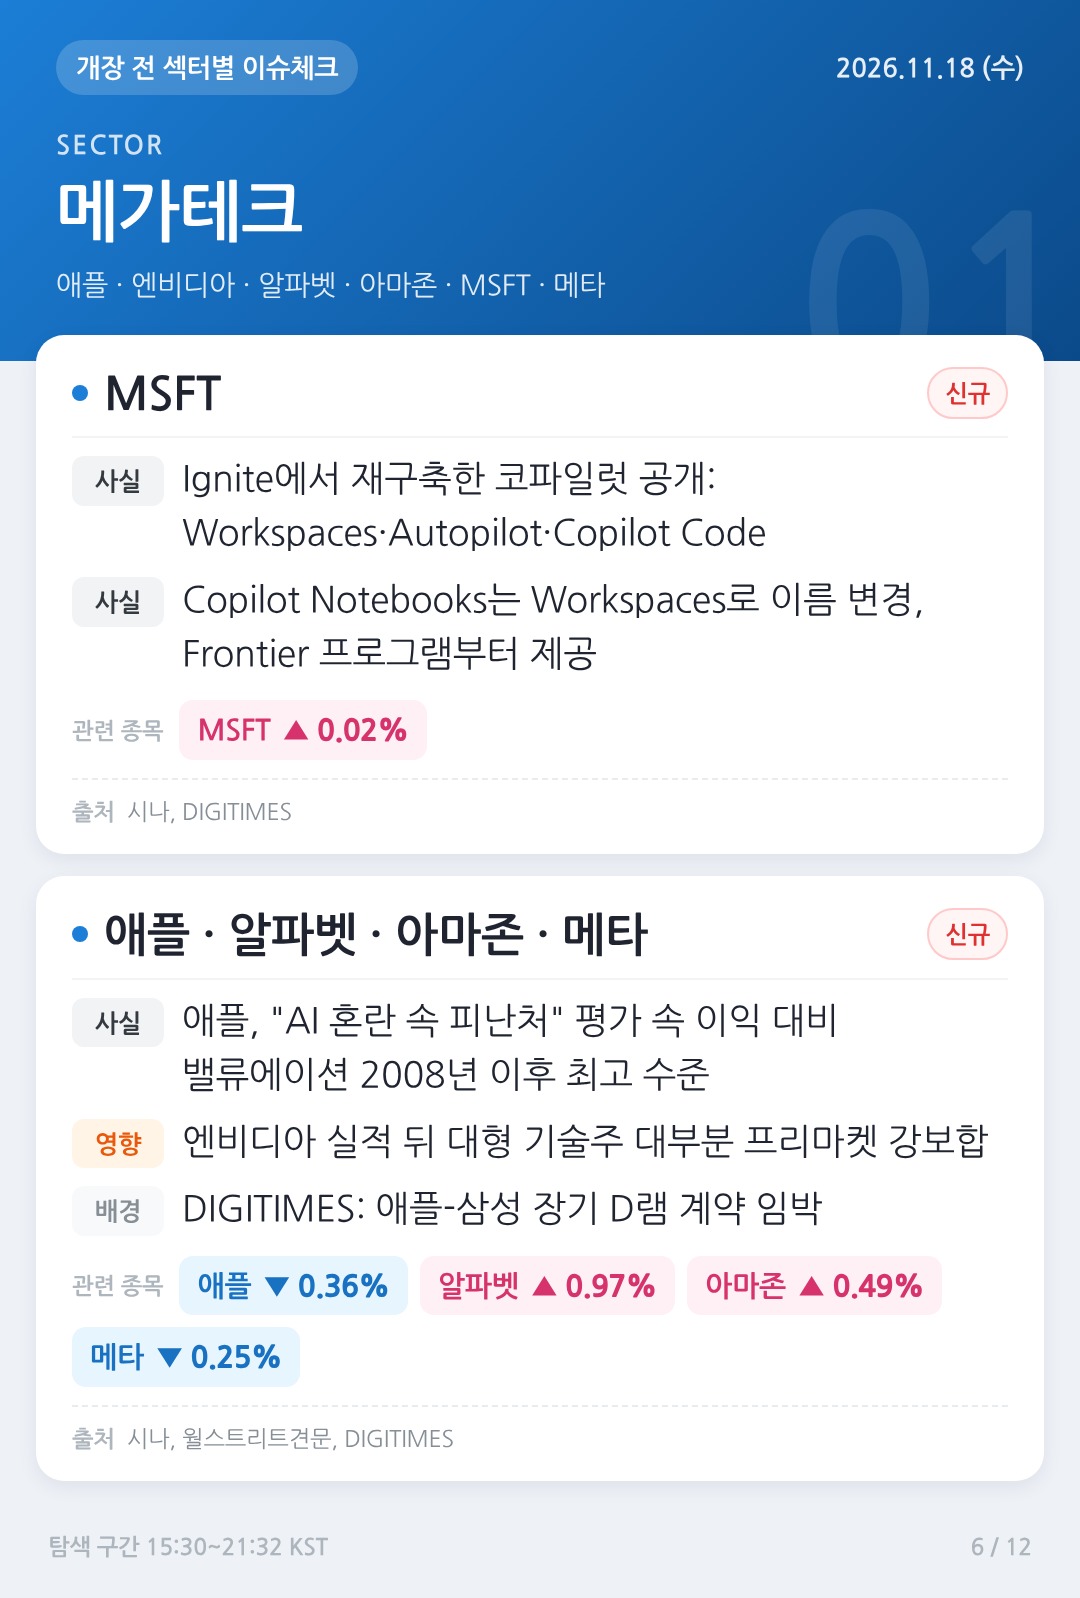 개장 전 섹터별 이슈체크
2026.11.18 (수)
SECTOR
메가테크
01
애플 · 엔비디아 · 알파벳 · 아마존 · MSFT · 메타
MSFT
신규
사실 Ignite에서 재구축한 코파일럿 공개:
Workspaces·Autopilot·Copilot Code
사실 Copilot Notebooks는 Workspaces로 이름 변경,
Frontier 프로그램부터 제공
관련 종목 MSFT ▲ 0.02%
출처 시나, DIGITIMES
애플 · 알파벳 · 아마존 · 메타
신규
사실 애플, "AI 혼란 속 피난처" 평가 속 이익 대비
밸류에이션 2008년 이후 최고 수준
영향 엔비디아 실적 뒤 대형 기술주 대부분 프리마켓 강보합
배경 DIGITIMES: 애플-삼성 장기 D램 계약 임박
관련 종목 애플 ▼ 0.36% 알파벳 ▲ 0.97% 아마존 ▲ 0.49%
메타 ▼ 0.25%
출처 시나, 월스트리트견문, DIGITIMES
탐색 구간 15:30~21:32 KST
6 / 12